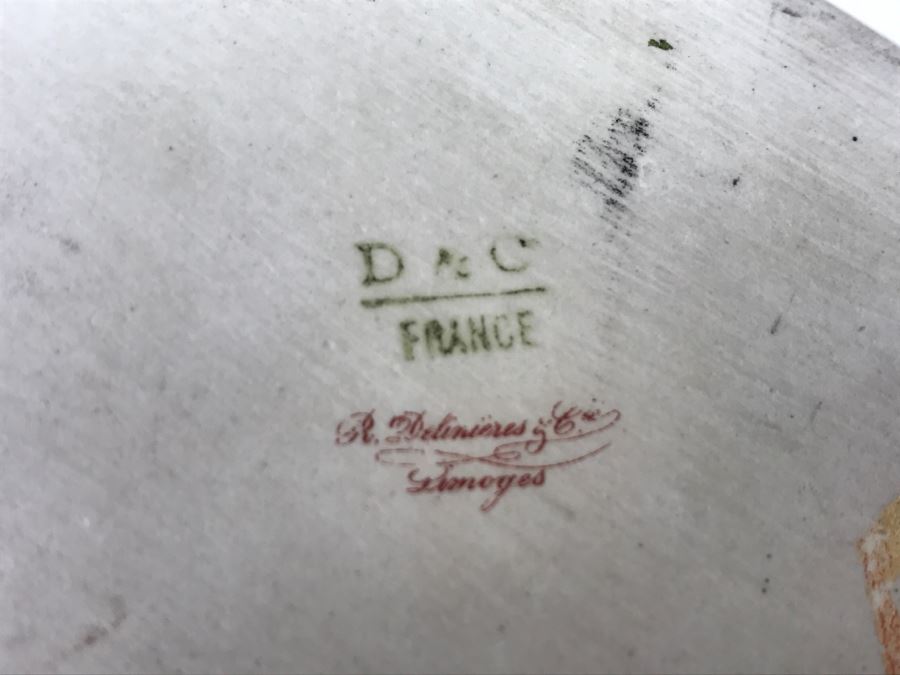 D & C°
FRANCE
R. Delinières & Cie
Limoges